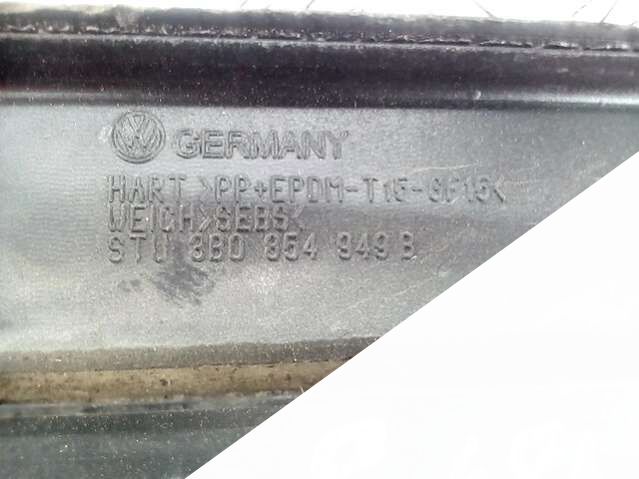 GERMANY
HART >PP+EPDM-T15-GF15<
WEICH>SEBS<
STU 3B0 854 949 B